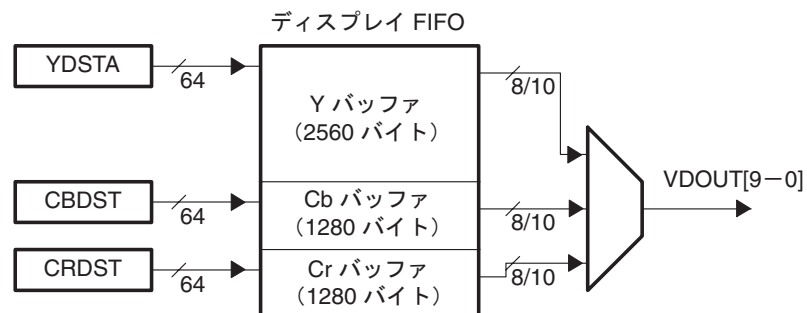 ディスプレイ FIFO
YDSTA
64
Y バッファ
（2560 バイト）
8/10
VDOUT[9－0]
CBDST
64
Cb バッファ
（1280 バイト）
8/10
CRDST
64
Cr バッファ
（1280 バイト）
8/10